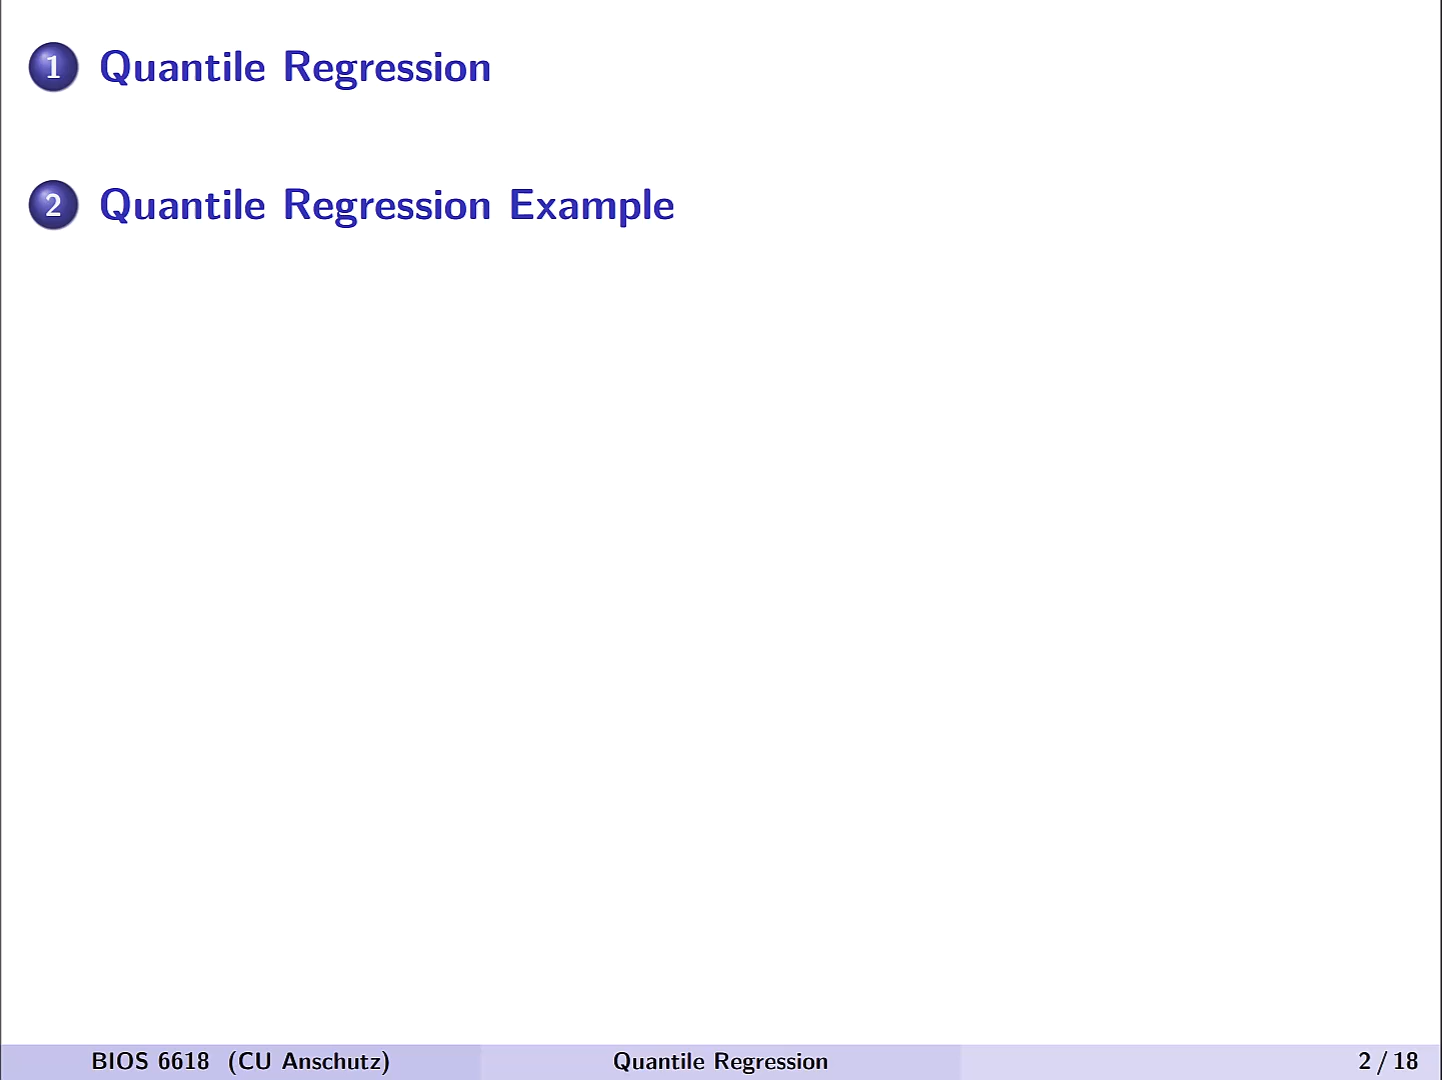 1 Quantile Regression
2 Quantile Regression Example
BIOS 6618 (CU Anschutz) Quantile Regression 2 / 18